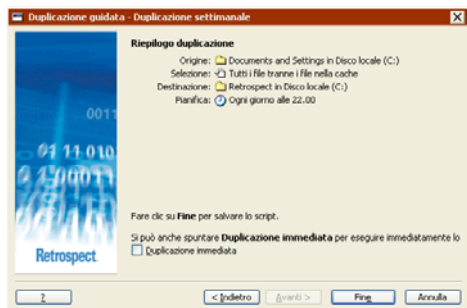 Duplicazione guidata - Duplicazione settimanale
Riepilogo duplicazione
Origine: Documents and Settings in Disco locale (C:)
Selezione: Tutti i file tranne i file nella cache
Destinazione: Retrospect in Disco locale (C:)
Pianifica: Ogni giorno alle 22.00
Fare clic su Fine per salvare lo script.
Si può anche spuntare Duplicazione immediata per eseguire immediatamente lo
Duplicazione immediata
Retrospect
?
< Indietro
Avanti >
Fine
Annulla